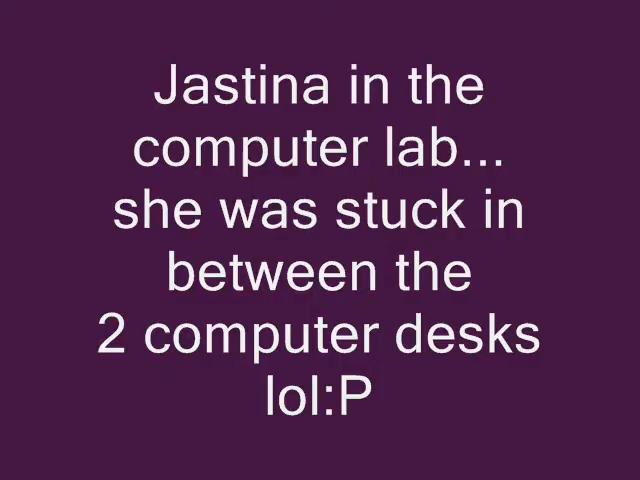 Jastina in the
computer lab...
she was stuck in
between the
2 computer desks
lol:P